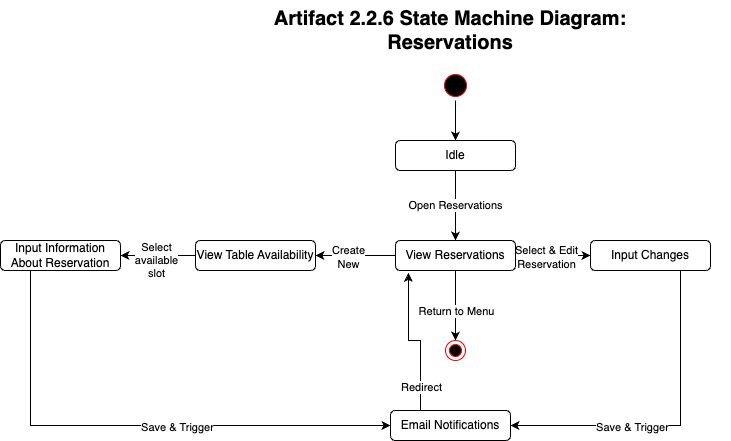 Artifact 2.2.6 State Machine Diagram:
Reservations
Idle
Open Reservations
Input Information
About Reservation
Select
available
slot
View Table Availability
Create
New
View Reservations
Select & Edit
Reservation
Input Changes
Return to Menu
Redirect
Save & Trigger
Email Notifications
Save & Trigger